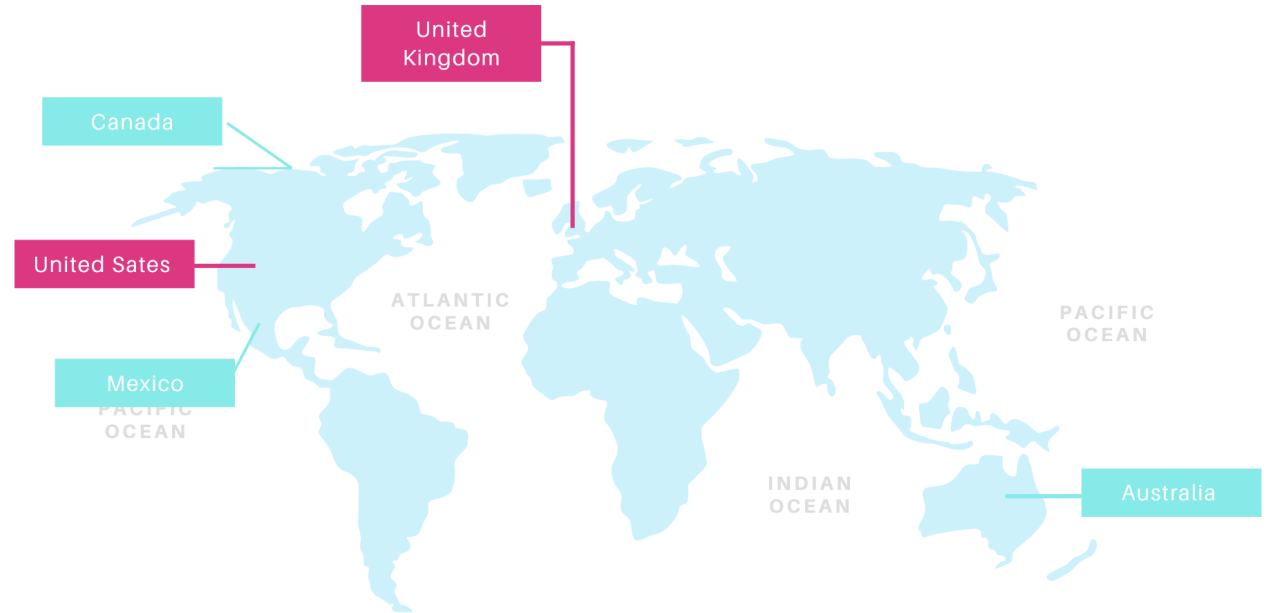 United
Kingdom
Canada
United Sates
ATLANTIC
OCEAN
PACIFIC
OCEAN
Mexico
PACIFIC
OCEAN
INDIAN
OCEAN
Australia